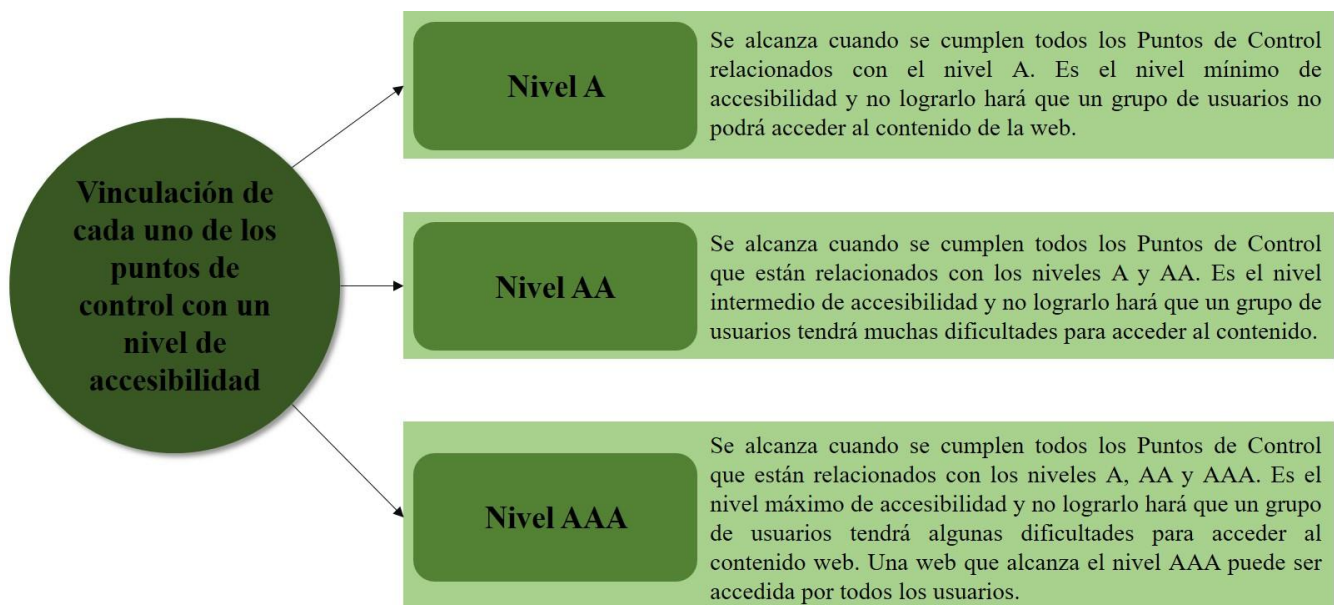 Vinculación de
cada uno de los
puntos de
control con un
nivel de
accesibilidad
Nivel A
Se alcanza cuando se cumplen todos los Puntos de Control
relacionados con el nivel A. Es el nivel mínimo de
accesibilidad y no lograrlo hará que un grupo de usuarios no
podrá acceder al contenido de la web.
Nivel AA
Se alcanza cuando se cumplen todos los Puntos de Control
que están relacionados con los niveles A y AA. Es el nivel
intermedio de accesibilidad y no lograrlo hará que un grupo de
usuarios tendrá muchas dificultades para acceder al contenido.
Nivel AAA
Se alcanza cuando se cumplen todos los Puntos de Control
que están relacionados con los niveles A, AA y AAA. Es el
nivel máximo de accesibilidad y no lograrlo hará que un grupo
de usuarios tendrá algunas dificultades para acceder al
contenido web. Una web que alcanza el nivel AAA puede ser
accedida por todos los usuarios.